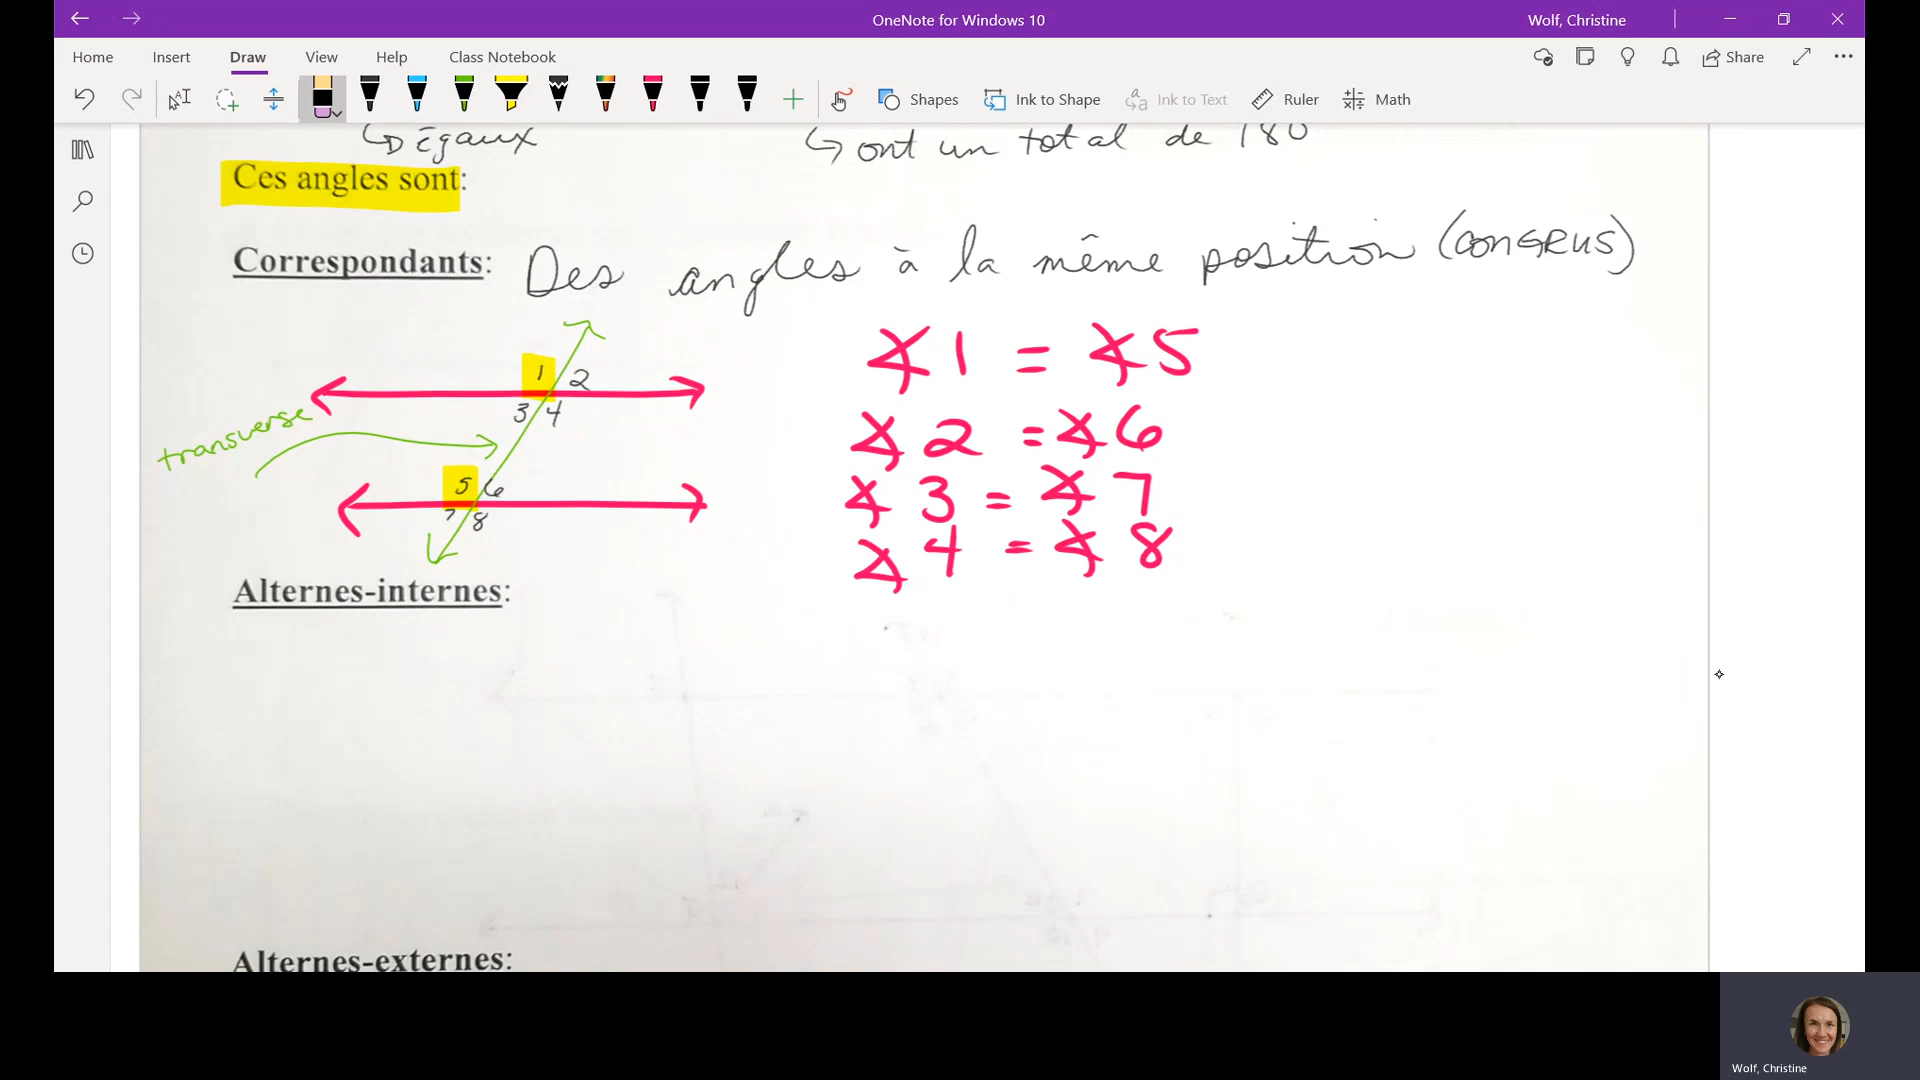 OneNote for Windows 10
Wolf, Christine
Home Insert Draw View Help Class Notebook
Share
Shapes Ink to Shape Ink to Text Ruler Math
↳ Égaux
↳ ont un total de 180
Ces angles sont:
Correspondants: Des angles à la même position (CONGRUS)
1 2
3 4
transverse
5 6
7 8
∡ 1 = ∡ 5
∡ 2 = ∡ 6
∡ 3 = ∡ 7
∡ 4 = ∡ 8
Alternes-internes:
Alternes-externes:
Wolf, Christine